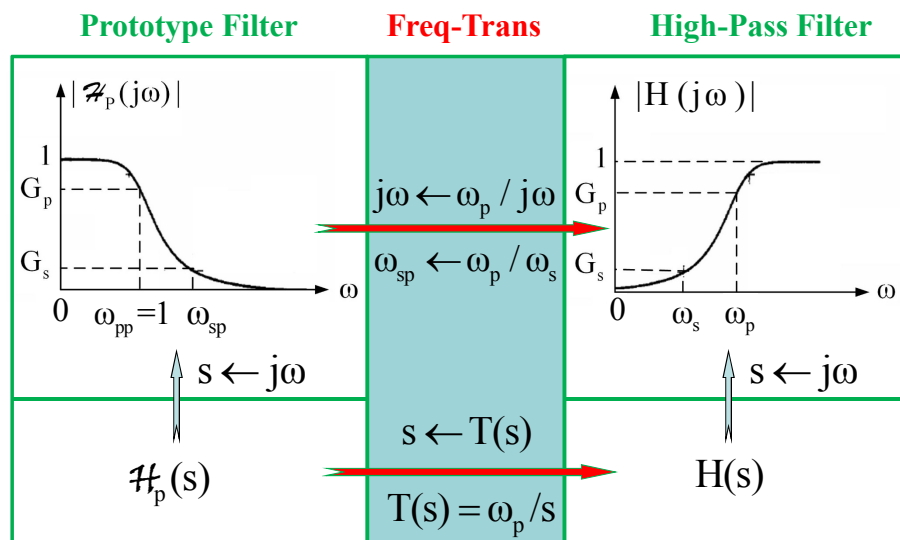 Prototype Filter
Freq-Trans
High-Pass Filter
|ℋₚ(jω)|
1
Gₚ
Gₛ
0
ωₚₚ=1
ωₛₚ
ω
s ← jω
ℋₚ(s)
jω ← ωₚ / jω
ωₛₚ ← ωₚ / ωₛ
s ← T(s)
T(s) = ωₚ/s
|H(jω)|
1
Gₚ
Gₛ
0
ωₛ
ωₚ
ω
s ← jω
H(s)